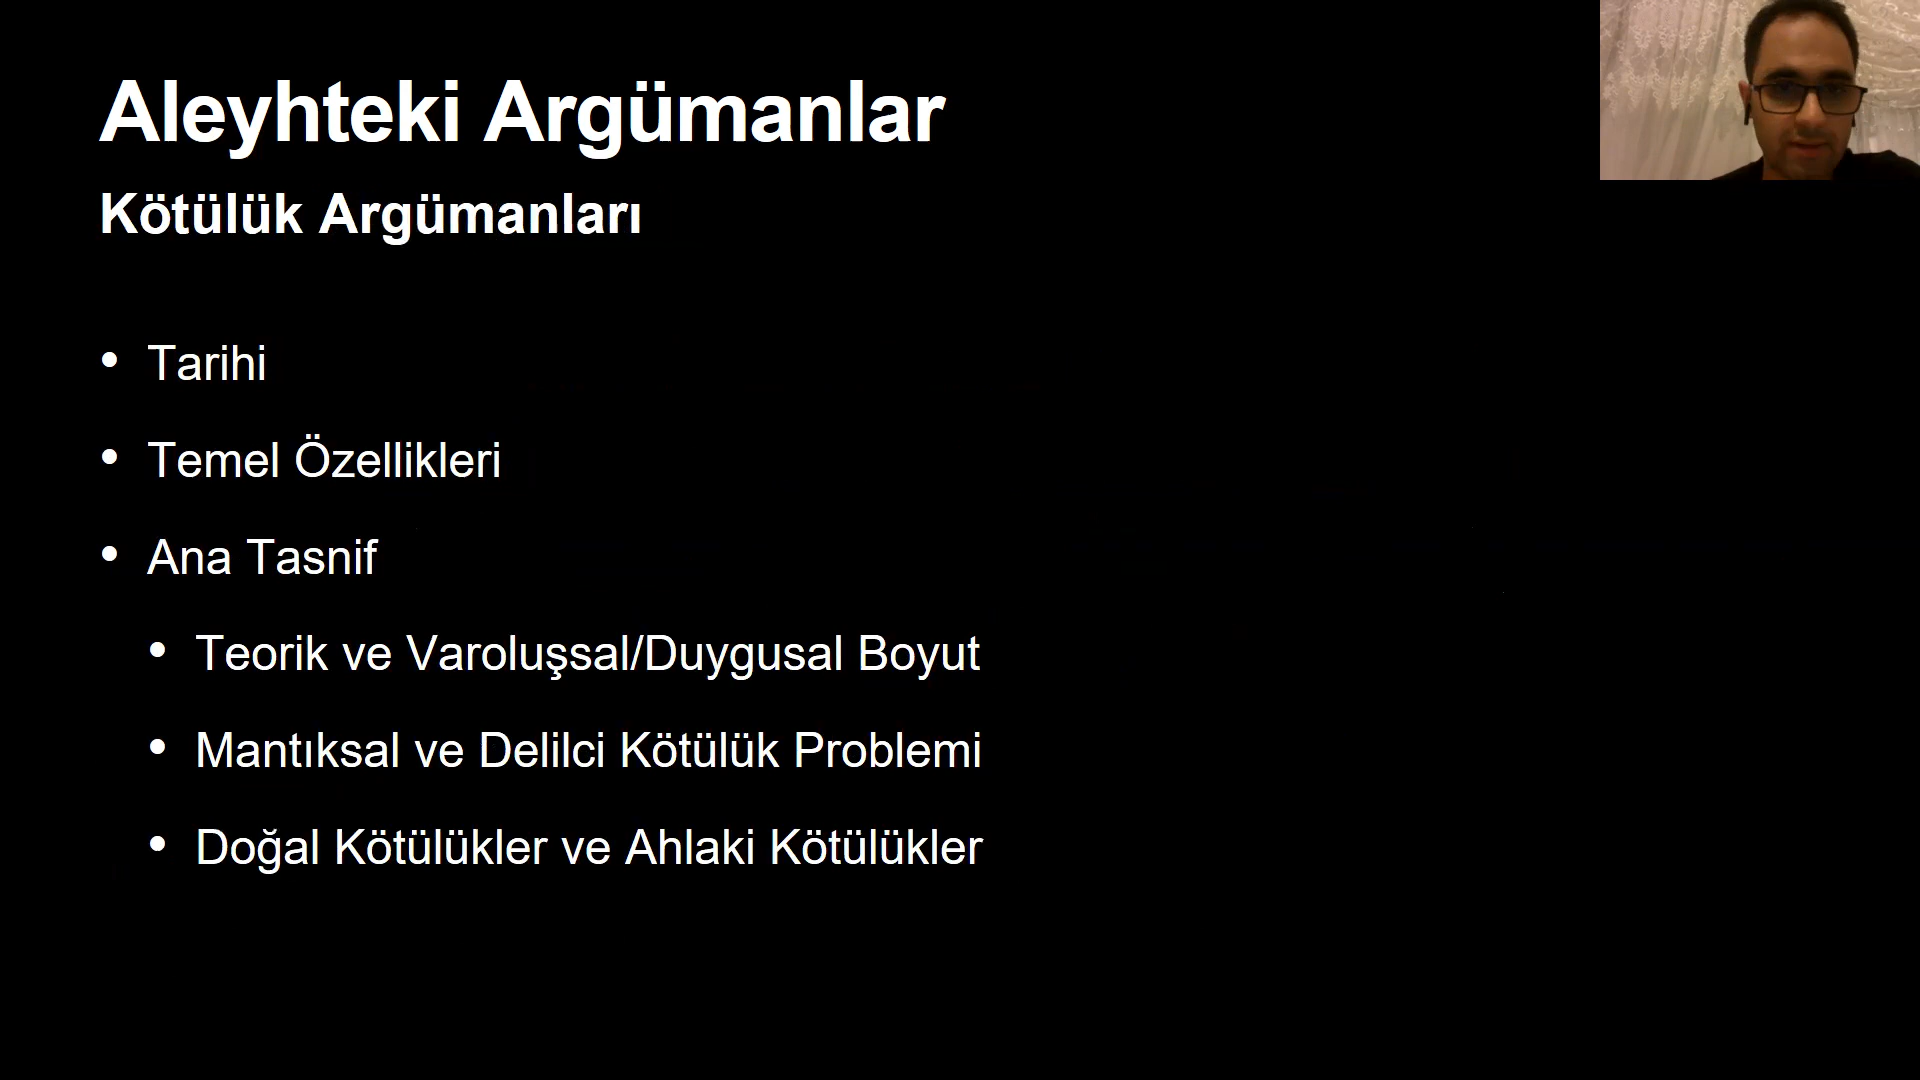 Aleyhteki Argümanlar
Kötülük Argümanları
• Tarihi
• Temel Özellikleri
• Ana Tasnif
• Teorik ve Varoluşsal/Duygusal Boyut
• Mantıksal ve Delilci Kötülük Problemi
• Doğal Kötülükler ve Ahlaki Kötülükler